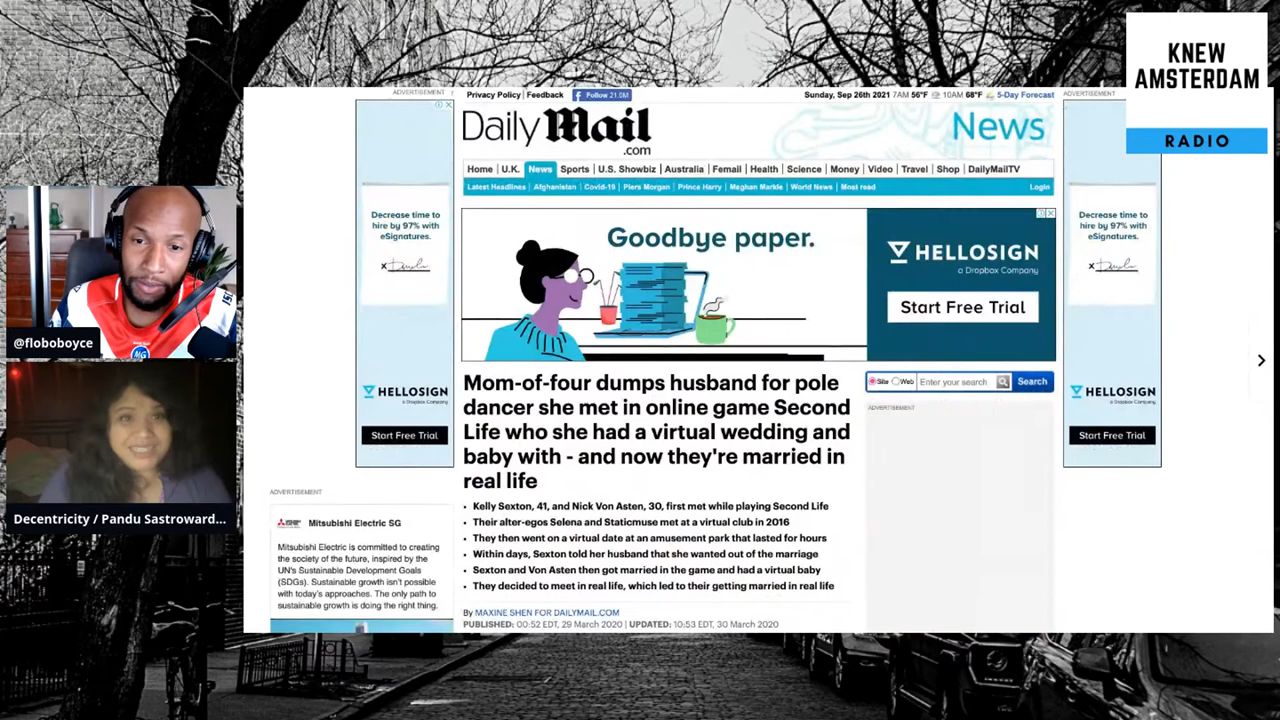 KNEW
AMSTERDAM
RADIO
ADVERTISEMENT
Privacy Policy | Feedback
Follow 21.0M
Sunday, Sep 26th 2021 7AM 56°F 10AM 68°F 5-Day Forecast
ADVERTISEMENT
Daily Mail
.com
News
Home | U.K. | News | Sports | U.S. Showbiz | Australia | Femail | Health | Science | Money | Video | Travel | Shop | DailyMailTV
Latest Headlines | Afghanistan | Covid-19 | Piers Morgan | Prince Harry | Meghan Markle | World News | Most read
Login
Decrease time to
hire by 97% with
eSignatures.
HELLOSIGN
a Dropbox Company
Start Free Trial
Goodbye paper.
HELLOSIGN
a Dropbox Company
Start Free Trial
Decrease time to
hire by 97% with
eSignatures.
HELLOSIGN
a Dropbox Company
Start Free Trial
@floboboyce
Decentricity / Pandu Sastroward...
Mom-of-four dumps husband for pole
dancer she met in online game Second
Life who she had a virtual wedding and
baby with - and now they're married in
real life
Site Web Enter your search Search
ADVERTISEMENT
• Kelly Sexton, 41, and Nick Von Asten, 30, first met while playing Second Life
• Their alter-egos Selena and Staticmuse met at a virtual club in 2016
• They then went on a virtual date at an amusement park that lasted for hours
• Within days, Sexton told her husband that she wanted out of the marriage
• Sexton and Von Asten then got married in the game and had a virtual baby
• They decided to meet in real life, which led to their getting married in real life
By MAXINE SHEN FOR DAILYMAIL.COM
PUBLISHED: 00:52 EDT, 29 March 2020 | UPDATED: 10:53 EDT, 30 March 2020
ADVERTISEMENT
Mitsubishi Electric SG
Mitsubishi Electric is committed to creating
the society of the future, inspired by the
UN's Sustainable Development Goals
(SDGs). Sustainable growth isn't possible
with today's approaches. The only path to
sustainable growth is doing the right thing.